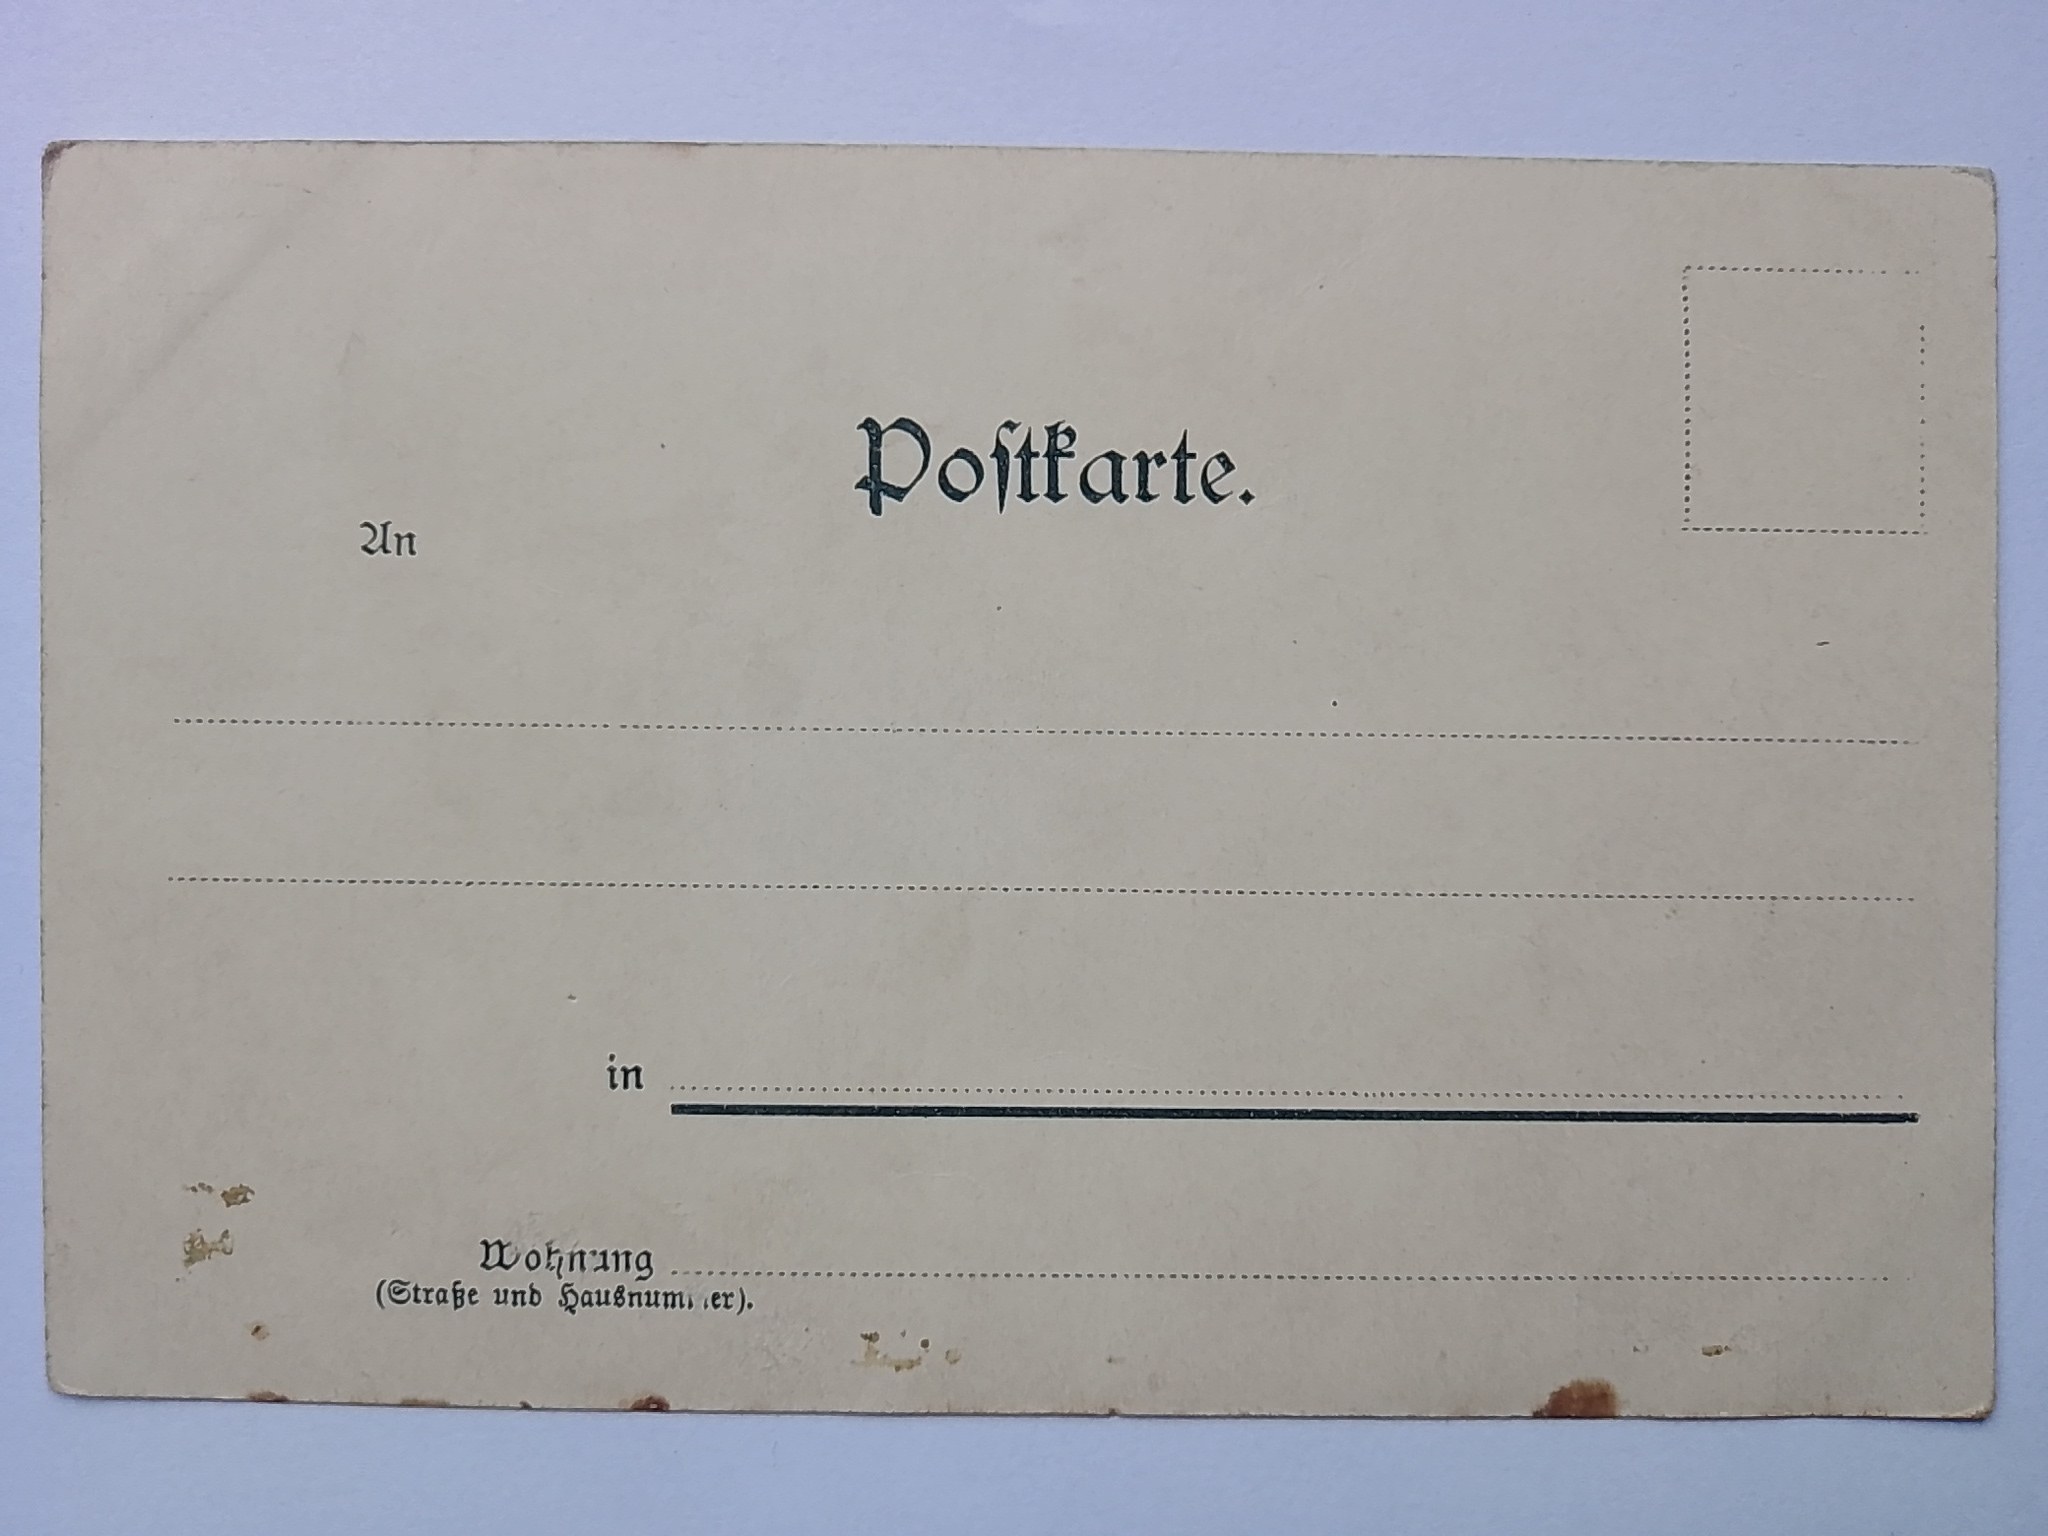 Poſtkarte.
An
in
Wohnung
(Straße und Hausnummer).